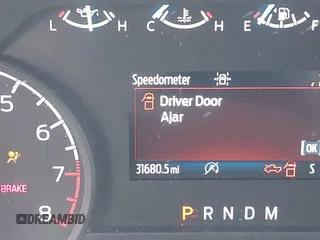 L H C H E F
Speedometer
Driver Door
Ajar
[OK]
31680.5 mi S
5
6
7
8
BRAKE
P R N D M
DREAMBID